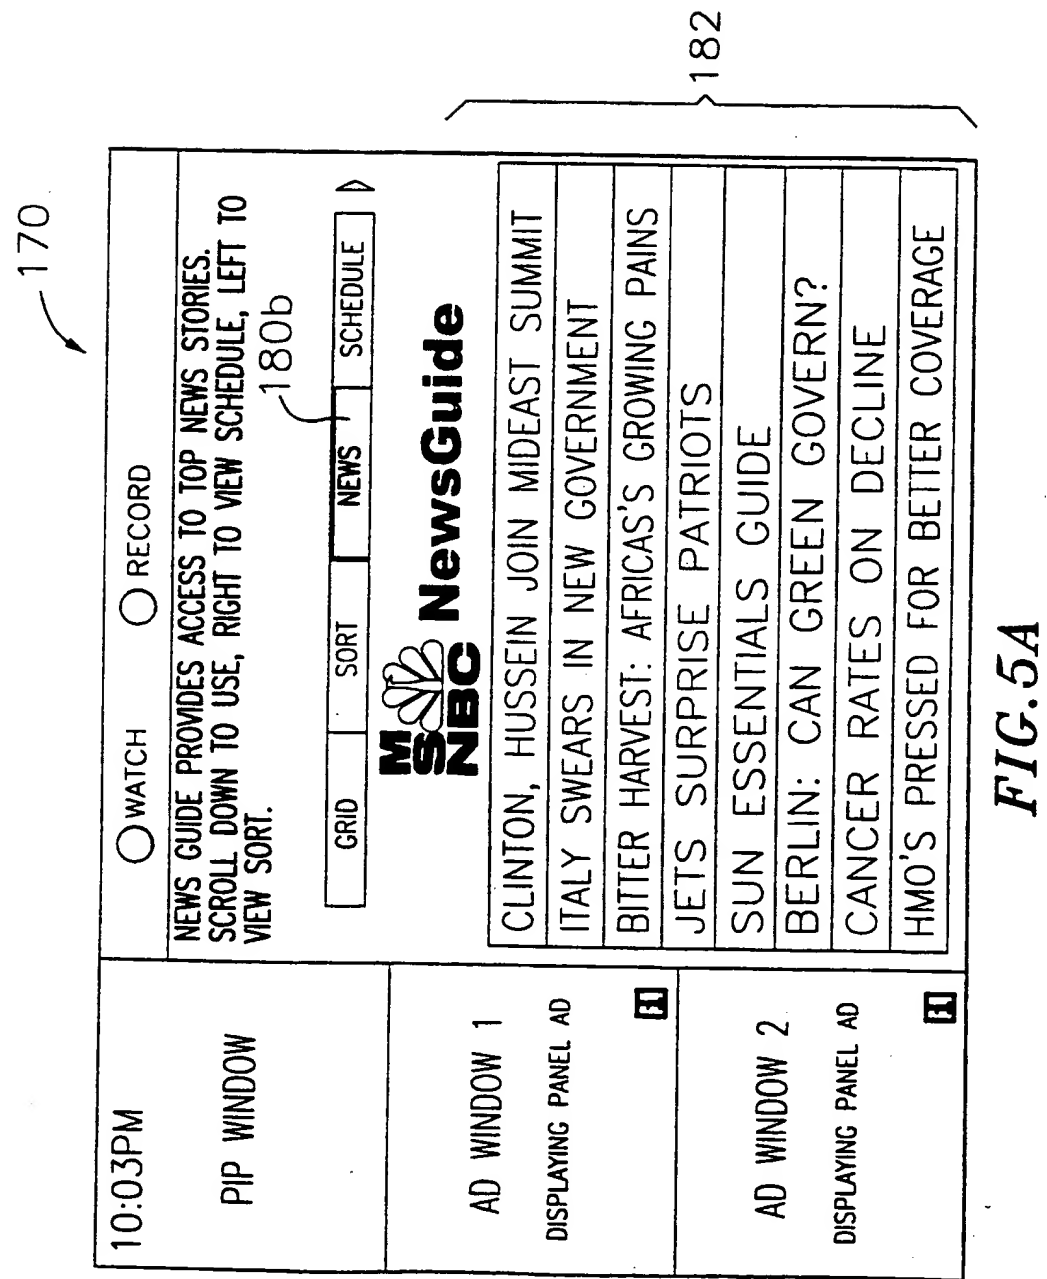 170
10:03PM
WATCH RECORD
PIP WINDOW
NEWS GUIDE PROVIDES ACCESS TO TOP NEWS STORIES.
SCROLL DOWN TO USE, RIGHT TO VIEW SCHEDULE, LEFT TO
VIEW SORT.
180b
GRID SORT NEWS SCHEDULE
MSNBC NewsGuide
AD WINDOW 1
DISPLAYING PANEL AD
i
AD WINDOW 2
DISPLAYING PANEL AD
i
CLINTON, HUSSEIN JOIN MIDEAST SUMMIT
ITALY SWEARS IN NEW GOVERNMENT
BITTER HARVEST: AFRICAS'S GROWING PAINS
JETS SURPRISE PATRIOTS
SUN ESSENTIALS GUIDE
BERLIN: CAN GREEN GOVERN?
CANCER RATES ON DECLINE
HMO'S PRESSED FOR BETTER COVERAGE
182
FIG.5A